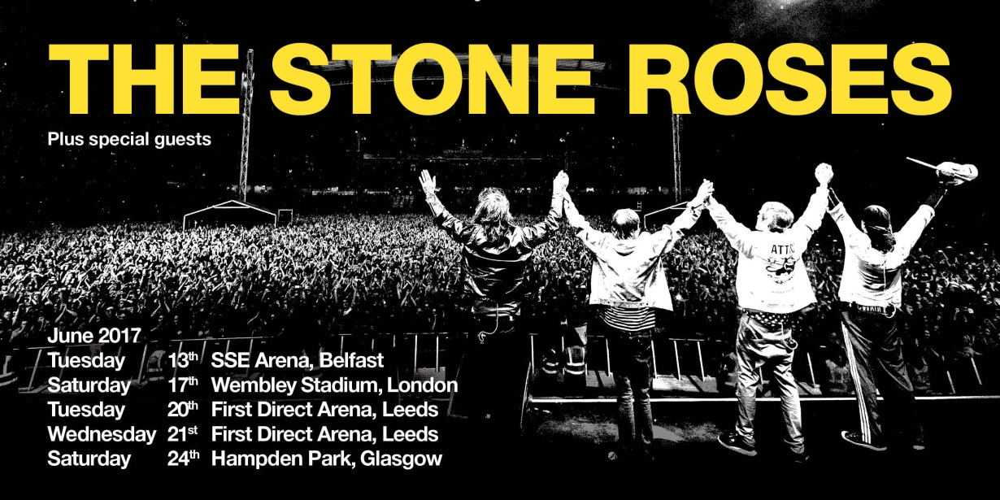 THE STONE ROSES
Plus special guests
ATTI
June 2017
Tuesday 13th SSE Arena, Belfast
Saturday 17th Wembley Stadium, London
Tuesday 20th First Direct Arena, Leeds
Wednesday 21st First Direct Arena, Leeds
Saturday 24th Hampden Park, Glasgow